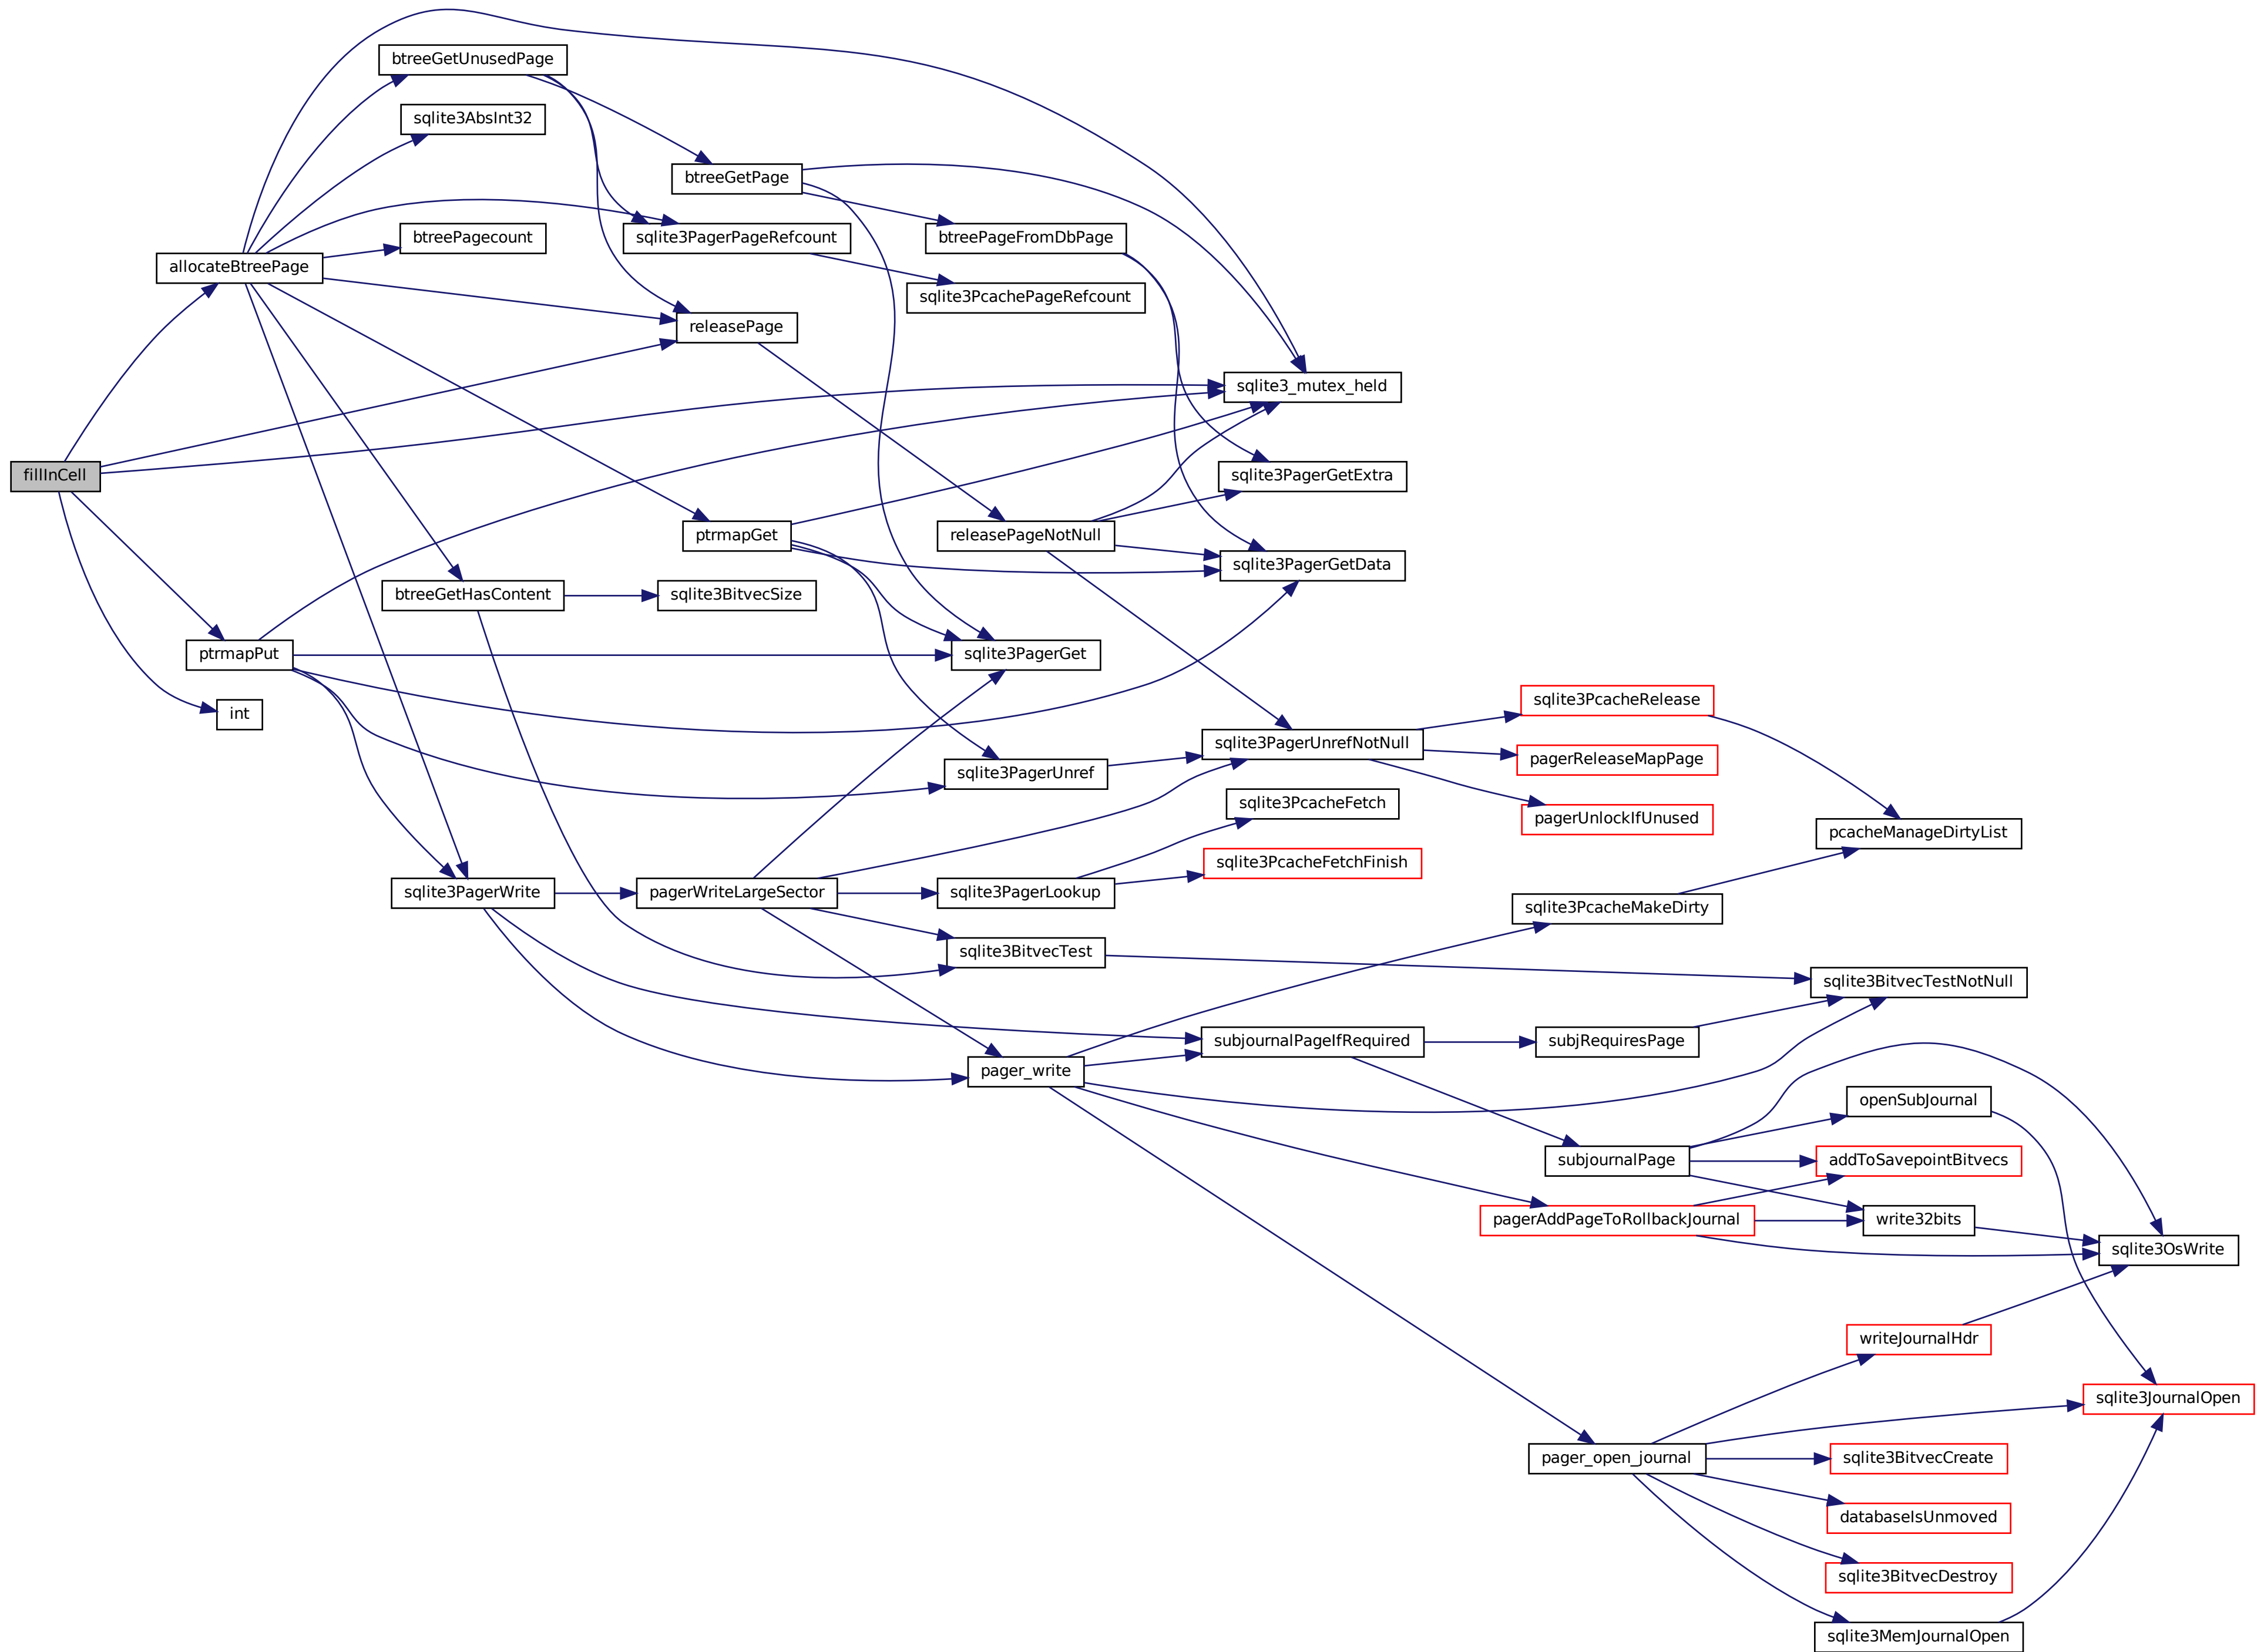 btreeGetUnusedPage
sqlite3AbsInt32
btreeGetPage
sqlite3PagerPageRefcount
btreePageFromDbPage
btreePagecount
allocateBtreePage
sqlite3PcachePageRefcount
releasePage
sqlite3_mutex_held
fillInCell
sqlite3PagerGetExtra
ptrmapGet
releasePageNotNull
sqlite3PagerGetData
btreeGetHasContent
sqlite3BitvecSize
ptrmapPut
sqlite3PagerGet
sqlite3PcacheRelease
int
sqlite3PagerUnrefNotNull
pagerReleaseMapPage
sqlite3PagerUnref
sqlite3PcacheFetch
pagerUnlockIfUnused
pcacheManageDirtyList
sqlite3PcacheFetchFinish
sqlite3PagerWrite
pagerWriteLargeSector
sqlite3PagerLookup
sqlite3PcacheMakeDirty
sqlite3BitvecTest
sqlite3BitvecTestNotNull
subjournalPageIfRequired
subjRequiresPage
pager_write
openSubJournal
subjournalPage
addToSavepointBitvecs
pagerAddPageToRollbackJournal
write32bits
sqlite3OsWrite
writeJournalHdr
sqlite3JournalOpen
pager_open_journal
sqlite3BitvecCreate
databaseIsUnmoved
sqlite3BitvecDestroy
sqlite3MemJournalOpen